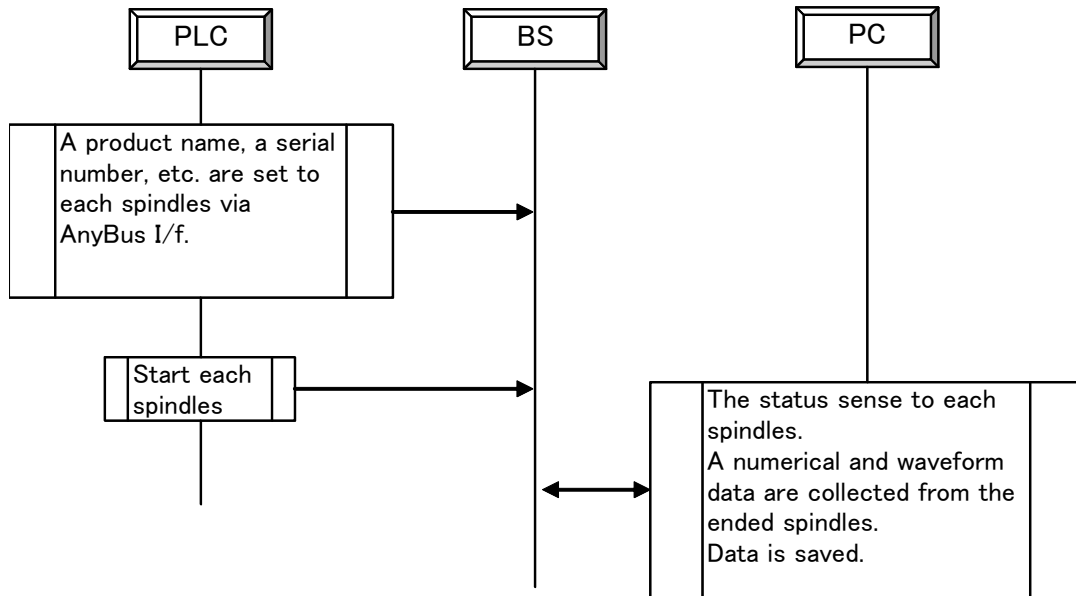 PLC
BS
PC
A product name, a serial
number, etc. are set to
each spindles via
AnyBus I/f.
Start each
spindles
The status sense to each
spindles.
A numerical and waveform
data are collected from the
ended spindles.
Data is saved.